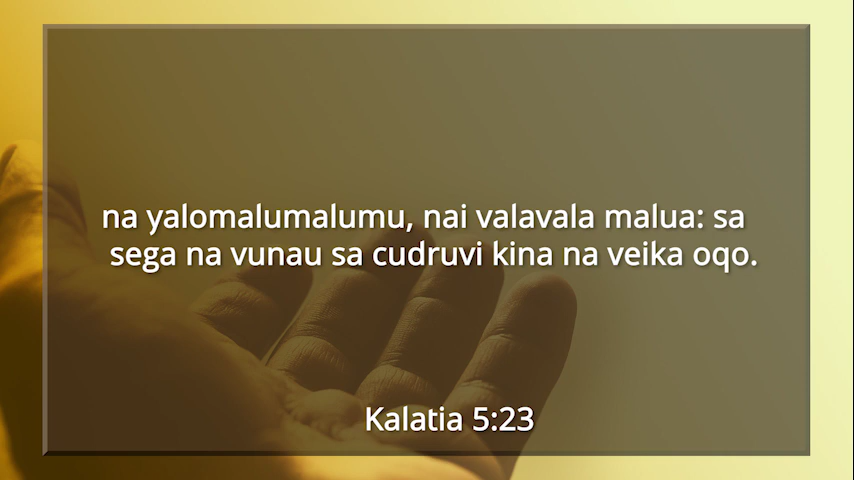 na yalomalumalumu, nai valavala malua: sa
sega na vunau sa cudruvi kina na veika oqo.
Kalatia 5:23